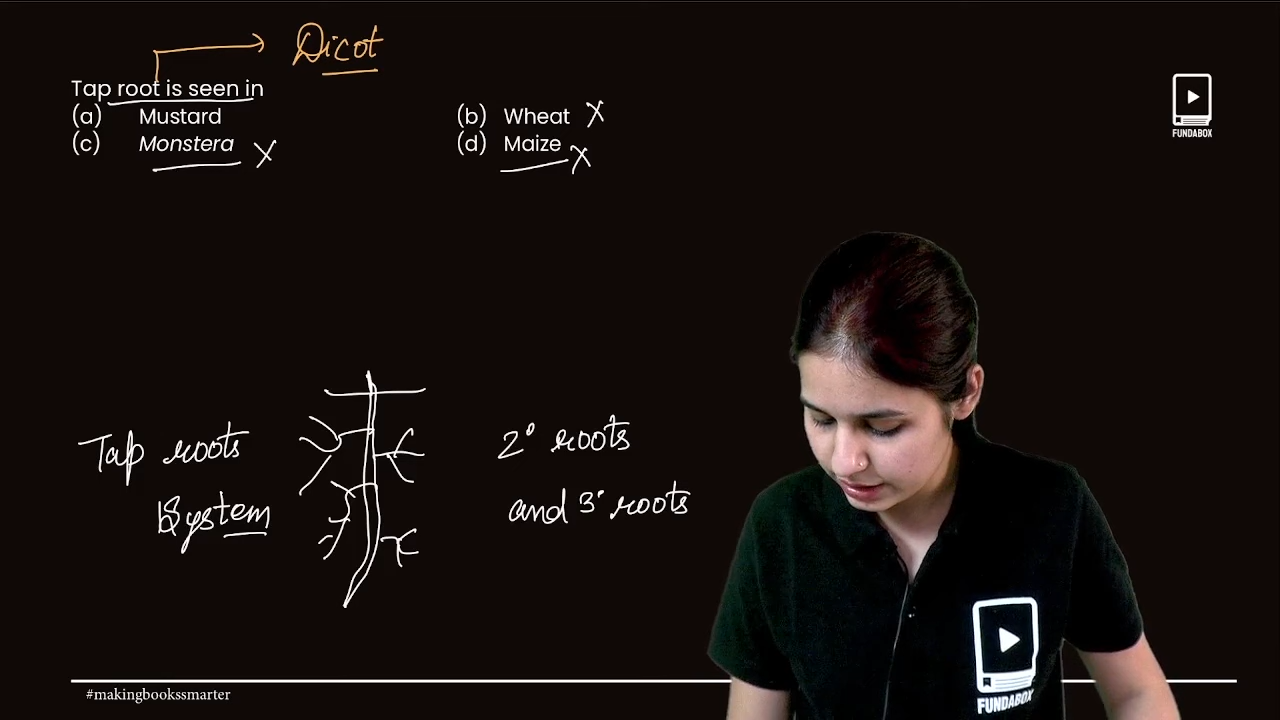 Dicot
Tap root is seen in
(a) Mustard (b) Wheat X
(c) Monstera X (d) Maize X
FUNDABOX
Tap roots 2° roots
System and 3° roots
FUNDABOX
#makingbookssmarter